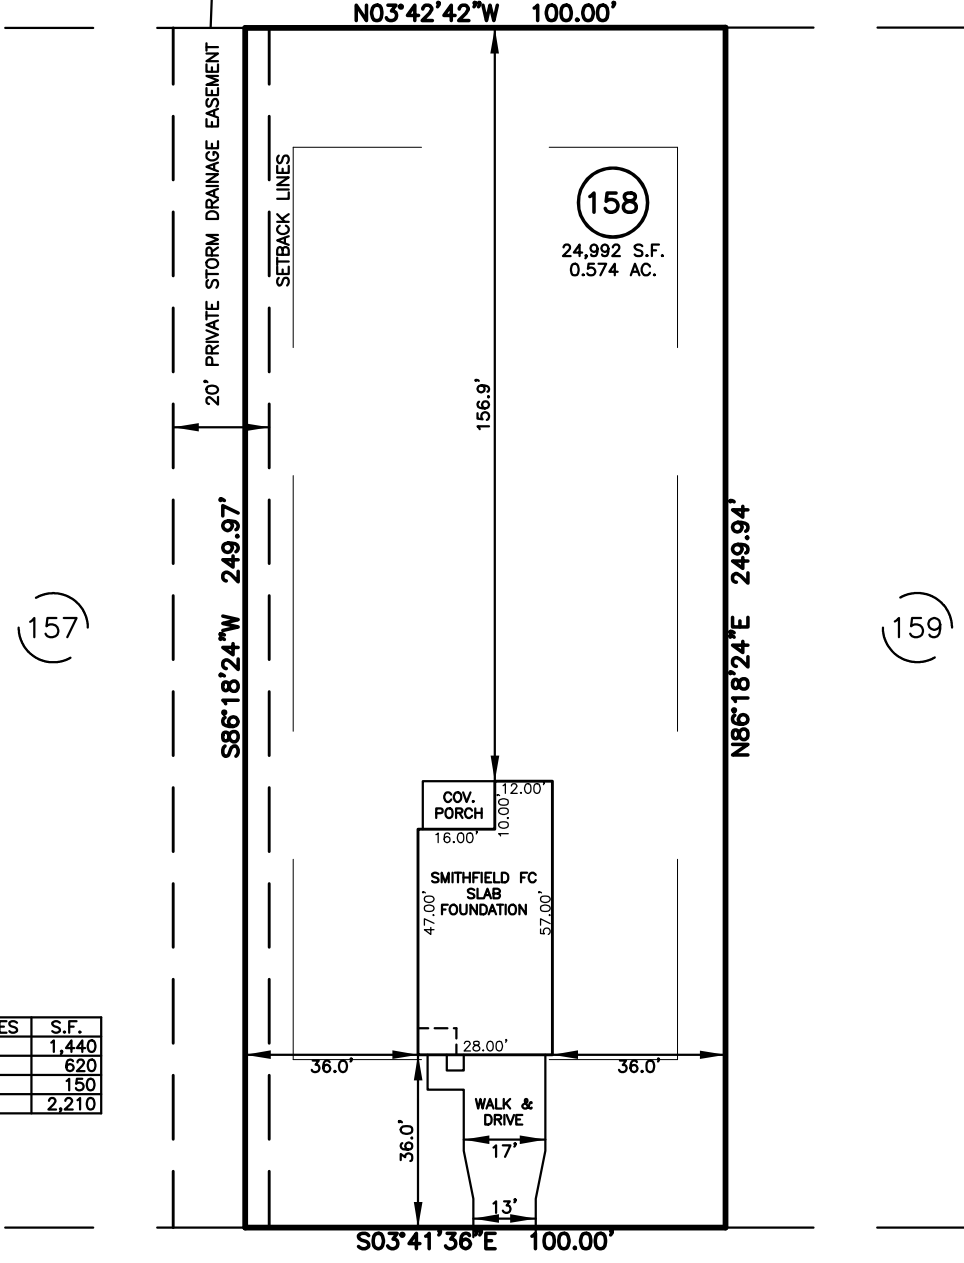 N03°42'42"W 100.00'
20' PRIVATE STORM DRAINAGE EASEMENT
SETBACK LINES
158
24,992 S.F.
0.574 AC.
156.9'
S86°18'24"W 249.97'
N86°18'24"E 249.94'
157
159
COV.
PORCH
12.00'
10.00'
16.00'
SMITHFIELD FC
SLAB
FOUNDATION
47.00'
57.00'
28.00'
36.0'
36.0'
ES S.F.
1,440
620
150
2,210
WALK &
DRIVE
36.0'
17'
13'
S03°41'36"E 100.00'